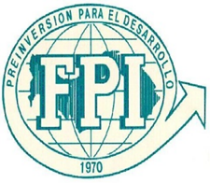 PREINVERSION PARA EL DESARROLLO
FPI
1970